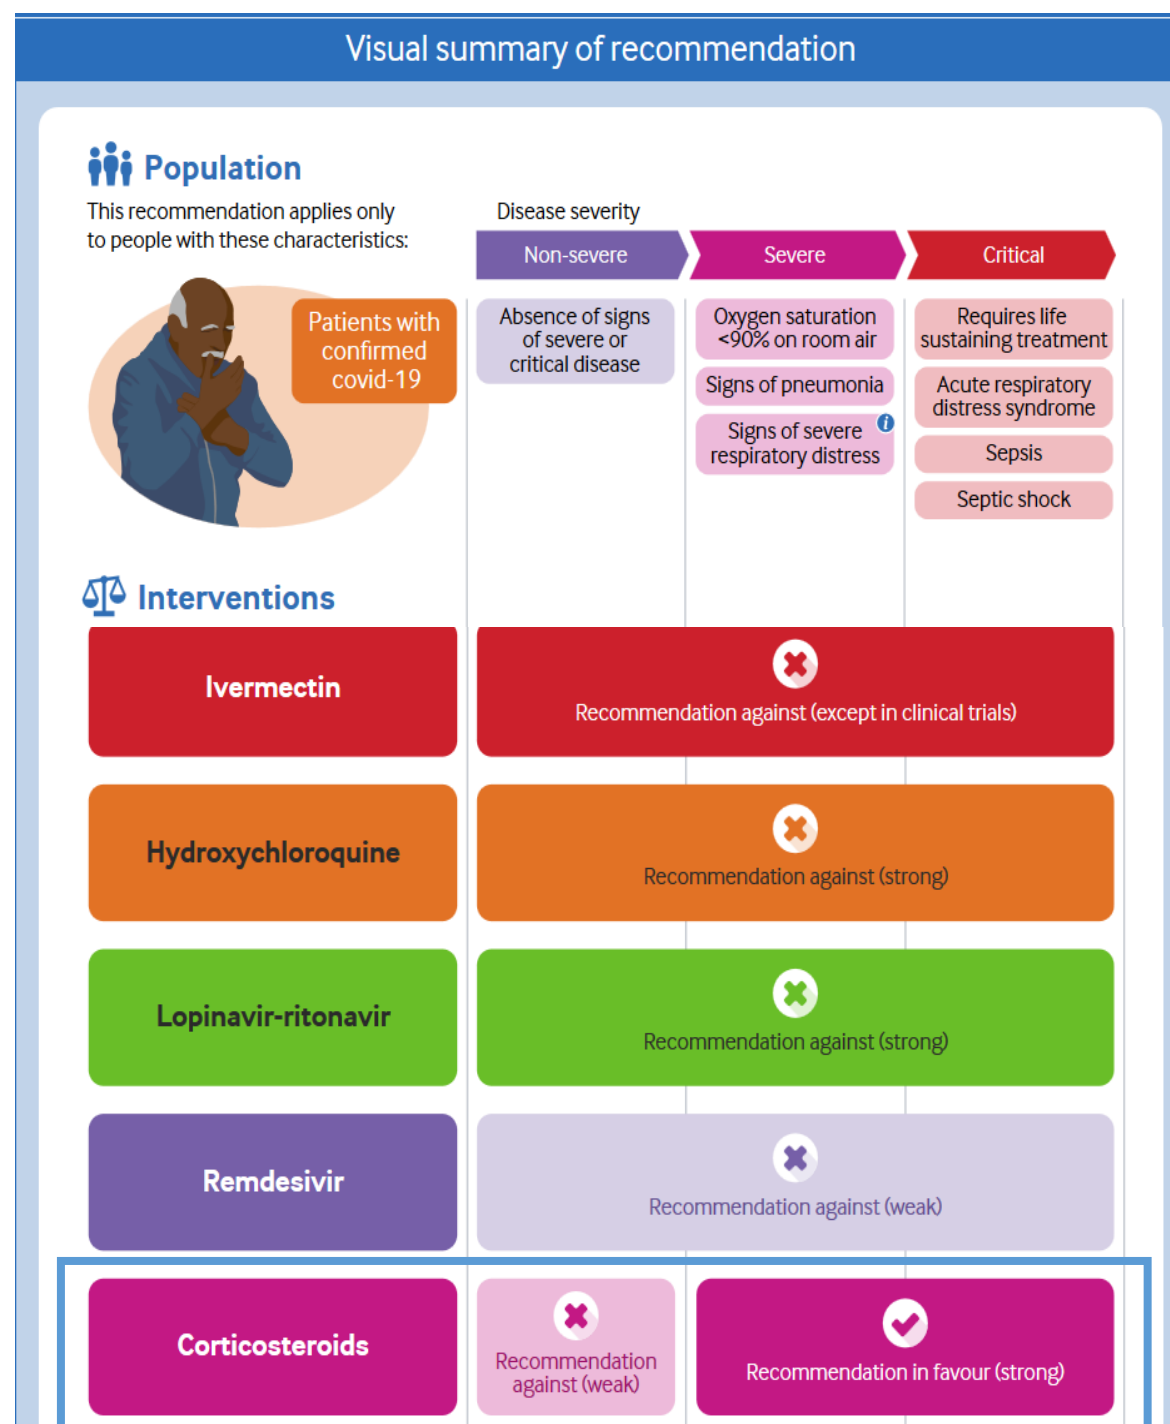 Visual summary of recommendation
Population
This recommendation applies only
to people with these characteristics:
Patients with
confirmed
covid-19
Disease severity
Non-severe
Severe
Critical
Absence of signs
of severe or
critical disease
Oxygen saturation
<90% on room air
Signs of pneumonia
Signs of severe
respiratory distress
i
Requires life
sustaining treatment
Acute respiratory
distress syndrome
Sepsis
Septic shock
Interventions
Ivermectin
Recommendation against (except in clinical trials)
Hydroxychloroquine
Recommendation against (strong)
Lopinavir-ritonavir
Recommendation against (strong)
Remdesivir
Recommendation against (weak)
Corticosteroids
Recommendation
against (weak)
Recommendation in favour (strong)